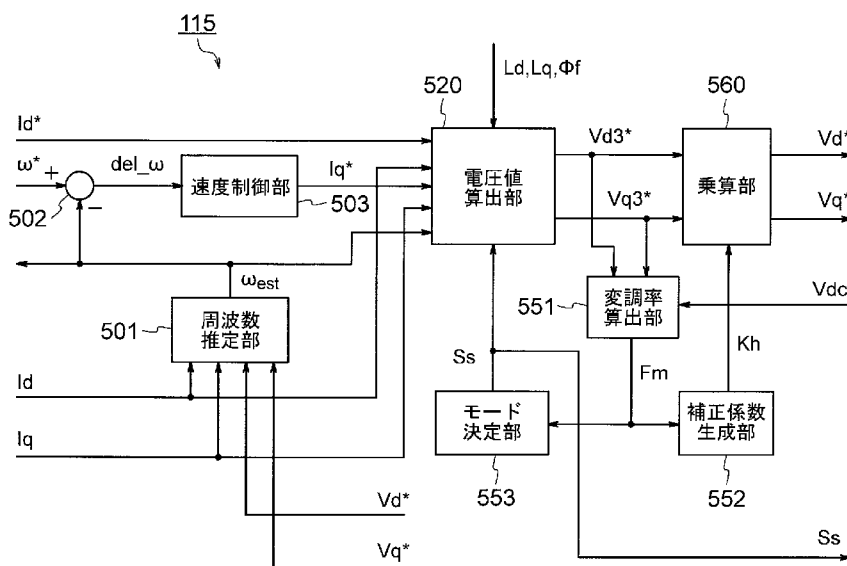 115
Ld,Lq,Φf
520
560
Id*
Vd3*
Vd*
ω*
+
del_ω
速度制御部
Iq*
電圧値
算出部
乗算部
502
−
503
Vq3*
Vq*
ωest
551
変調率
算出部
Vdc
501
周波数
推定部
Ss
Fm
Kh
Id
モード
決定部
補正係数
生成部
Iq
553
552
Vd*
Ss
Vq*